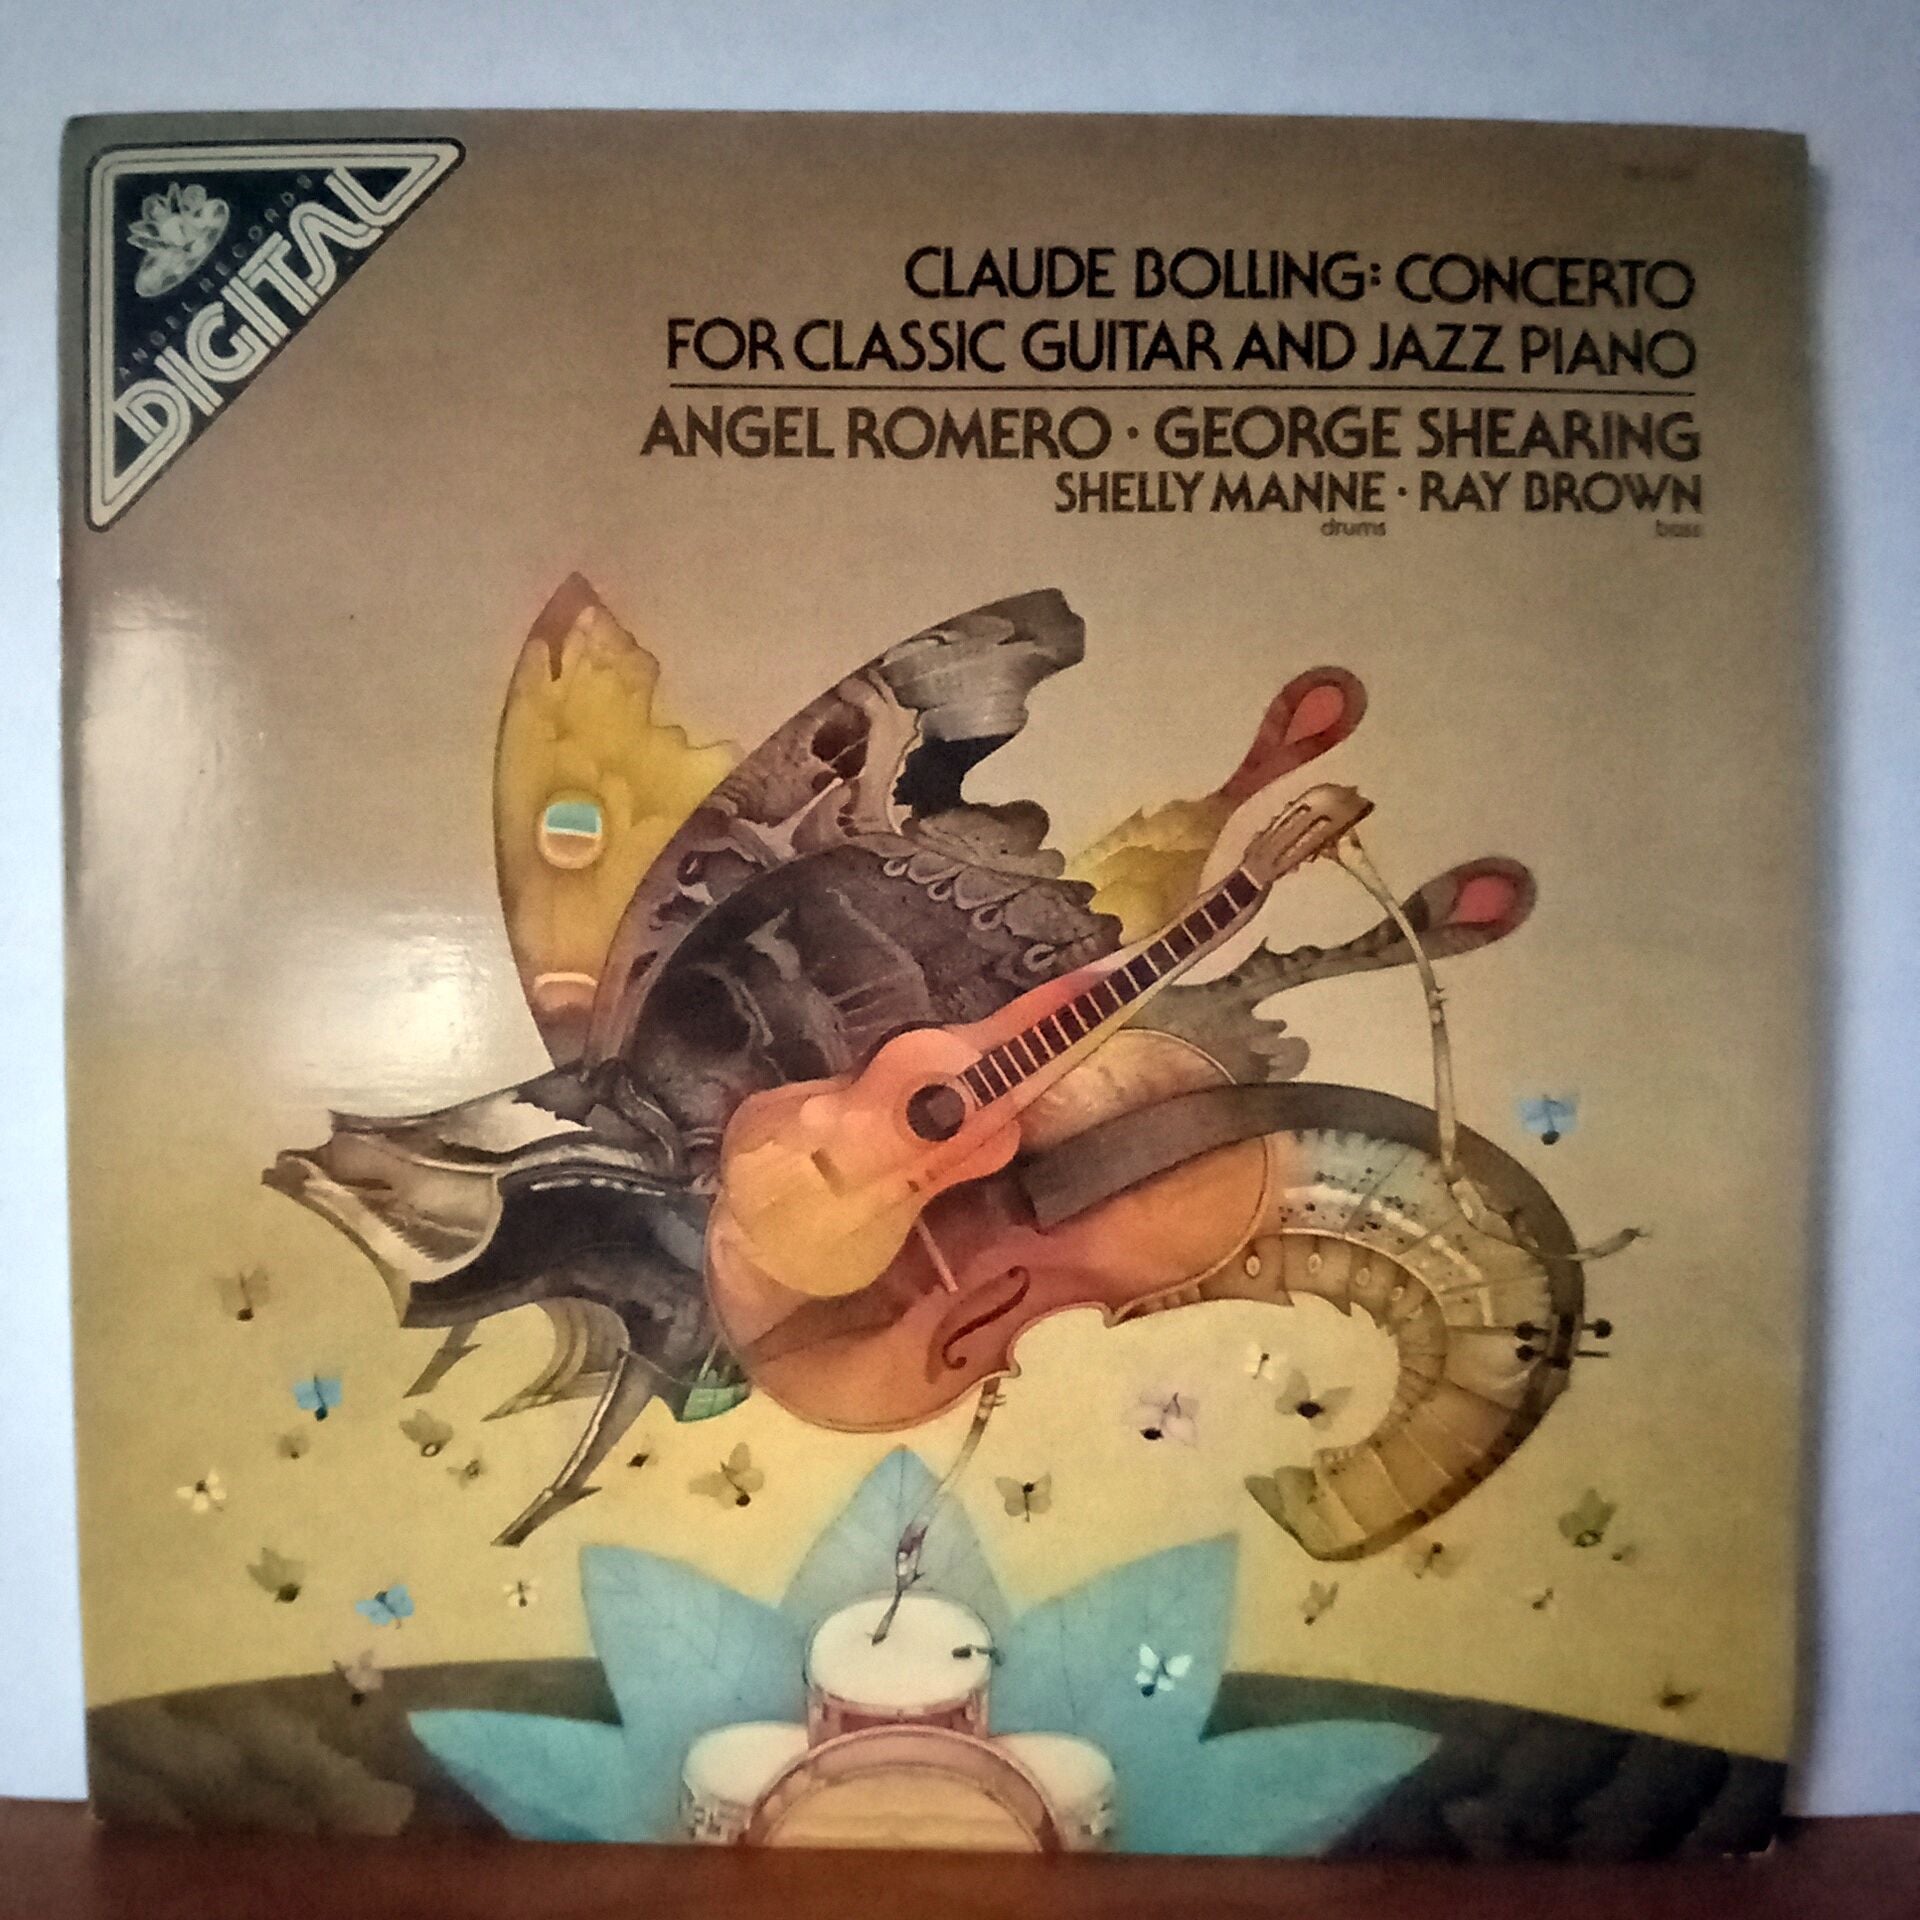 ANGEL RECORDS
DIGITAL
CLAUDE BOLLING: CONCERTO
FOR CLASSIC GUITAR AND JAZZ PIANO
ANGEL ROMERO · GEORGE SHEARING
SHELLY MANNE · RAY BROWN
drums bass